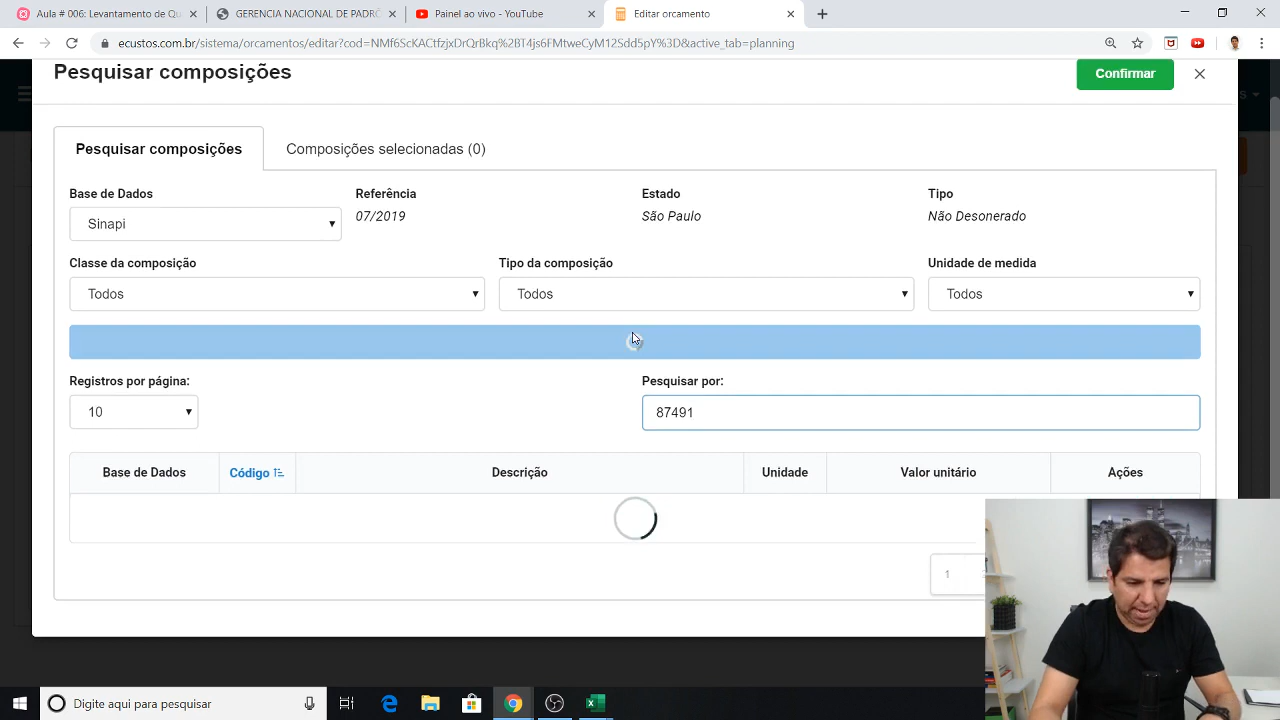 Aula # 006: Levantamento de Qu
GERENCIA NACIONAL DE PADRÕ
Painel ao vivo - YouTube
Editar orcamento
ecustos.com.br/sistema/orcamentos/editar?cod=NMf6ScKACtfzjxDrLrBk0hP8BT4js6FMtweCyM12Sdd5pY%3D&active_tab=planning
Pesquisar composições
Confirmar
Pesquisar composições
Composições selecionadas (0)
Base de Dados
Referência
Estado
Tipo
Sinapi
07/2019
São Paulo
Não Desonerado
Classe da composição
Tipo da composição
Unidade de medida
Todos
Todos
Todos
Registros por página:
Pesquisar por:
10
87491
Base de Dados
Código
Descrição
Unidade
Valor unitário
Ações
1
Digite aqui para pesquisar